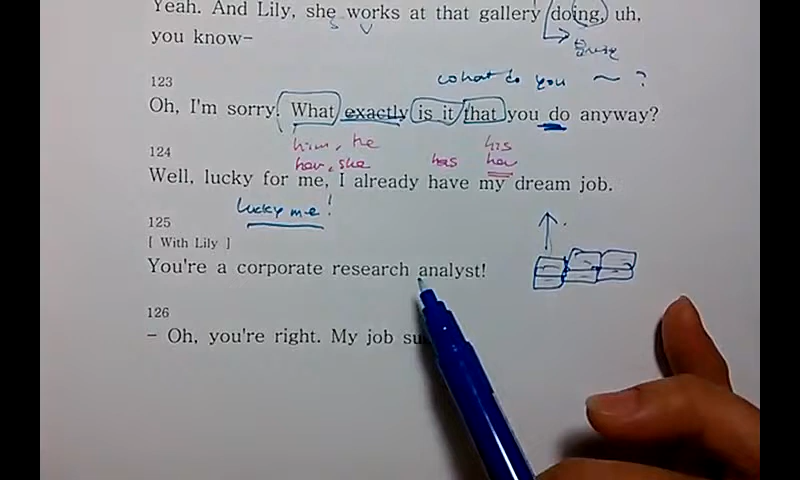 Yeah. And Lily, she works at that gallery doing, uh,
s
you know-
123
what do you ~ ?
Oh, I'm sorry. What exactly is it that you do anyway?
him, he his
her, she has her
124
Well, lucky for me, I already have my dream job.
lucky me!
125
[ With Lily ]
You're a corporate research analyst!
126
- Oh, you're right. My job